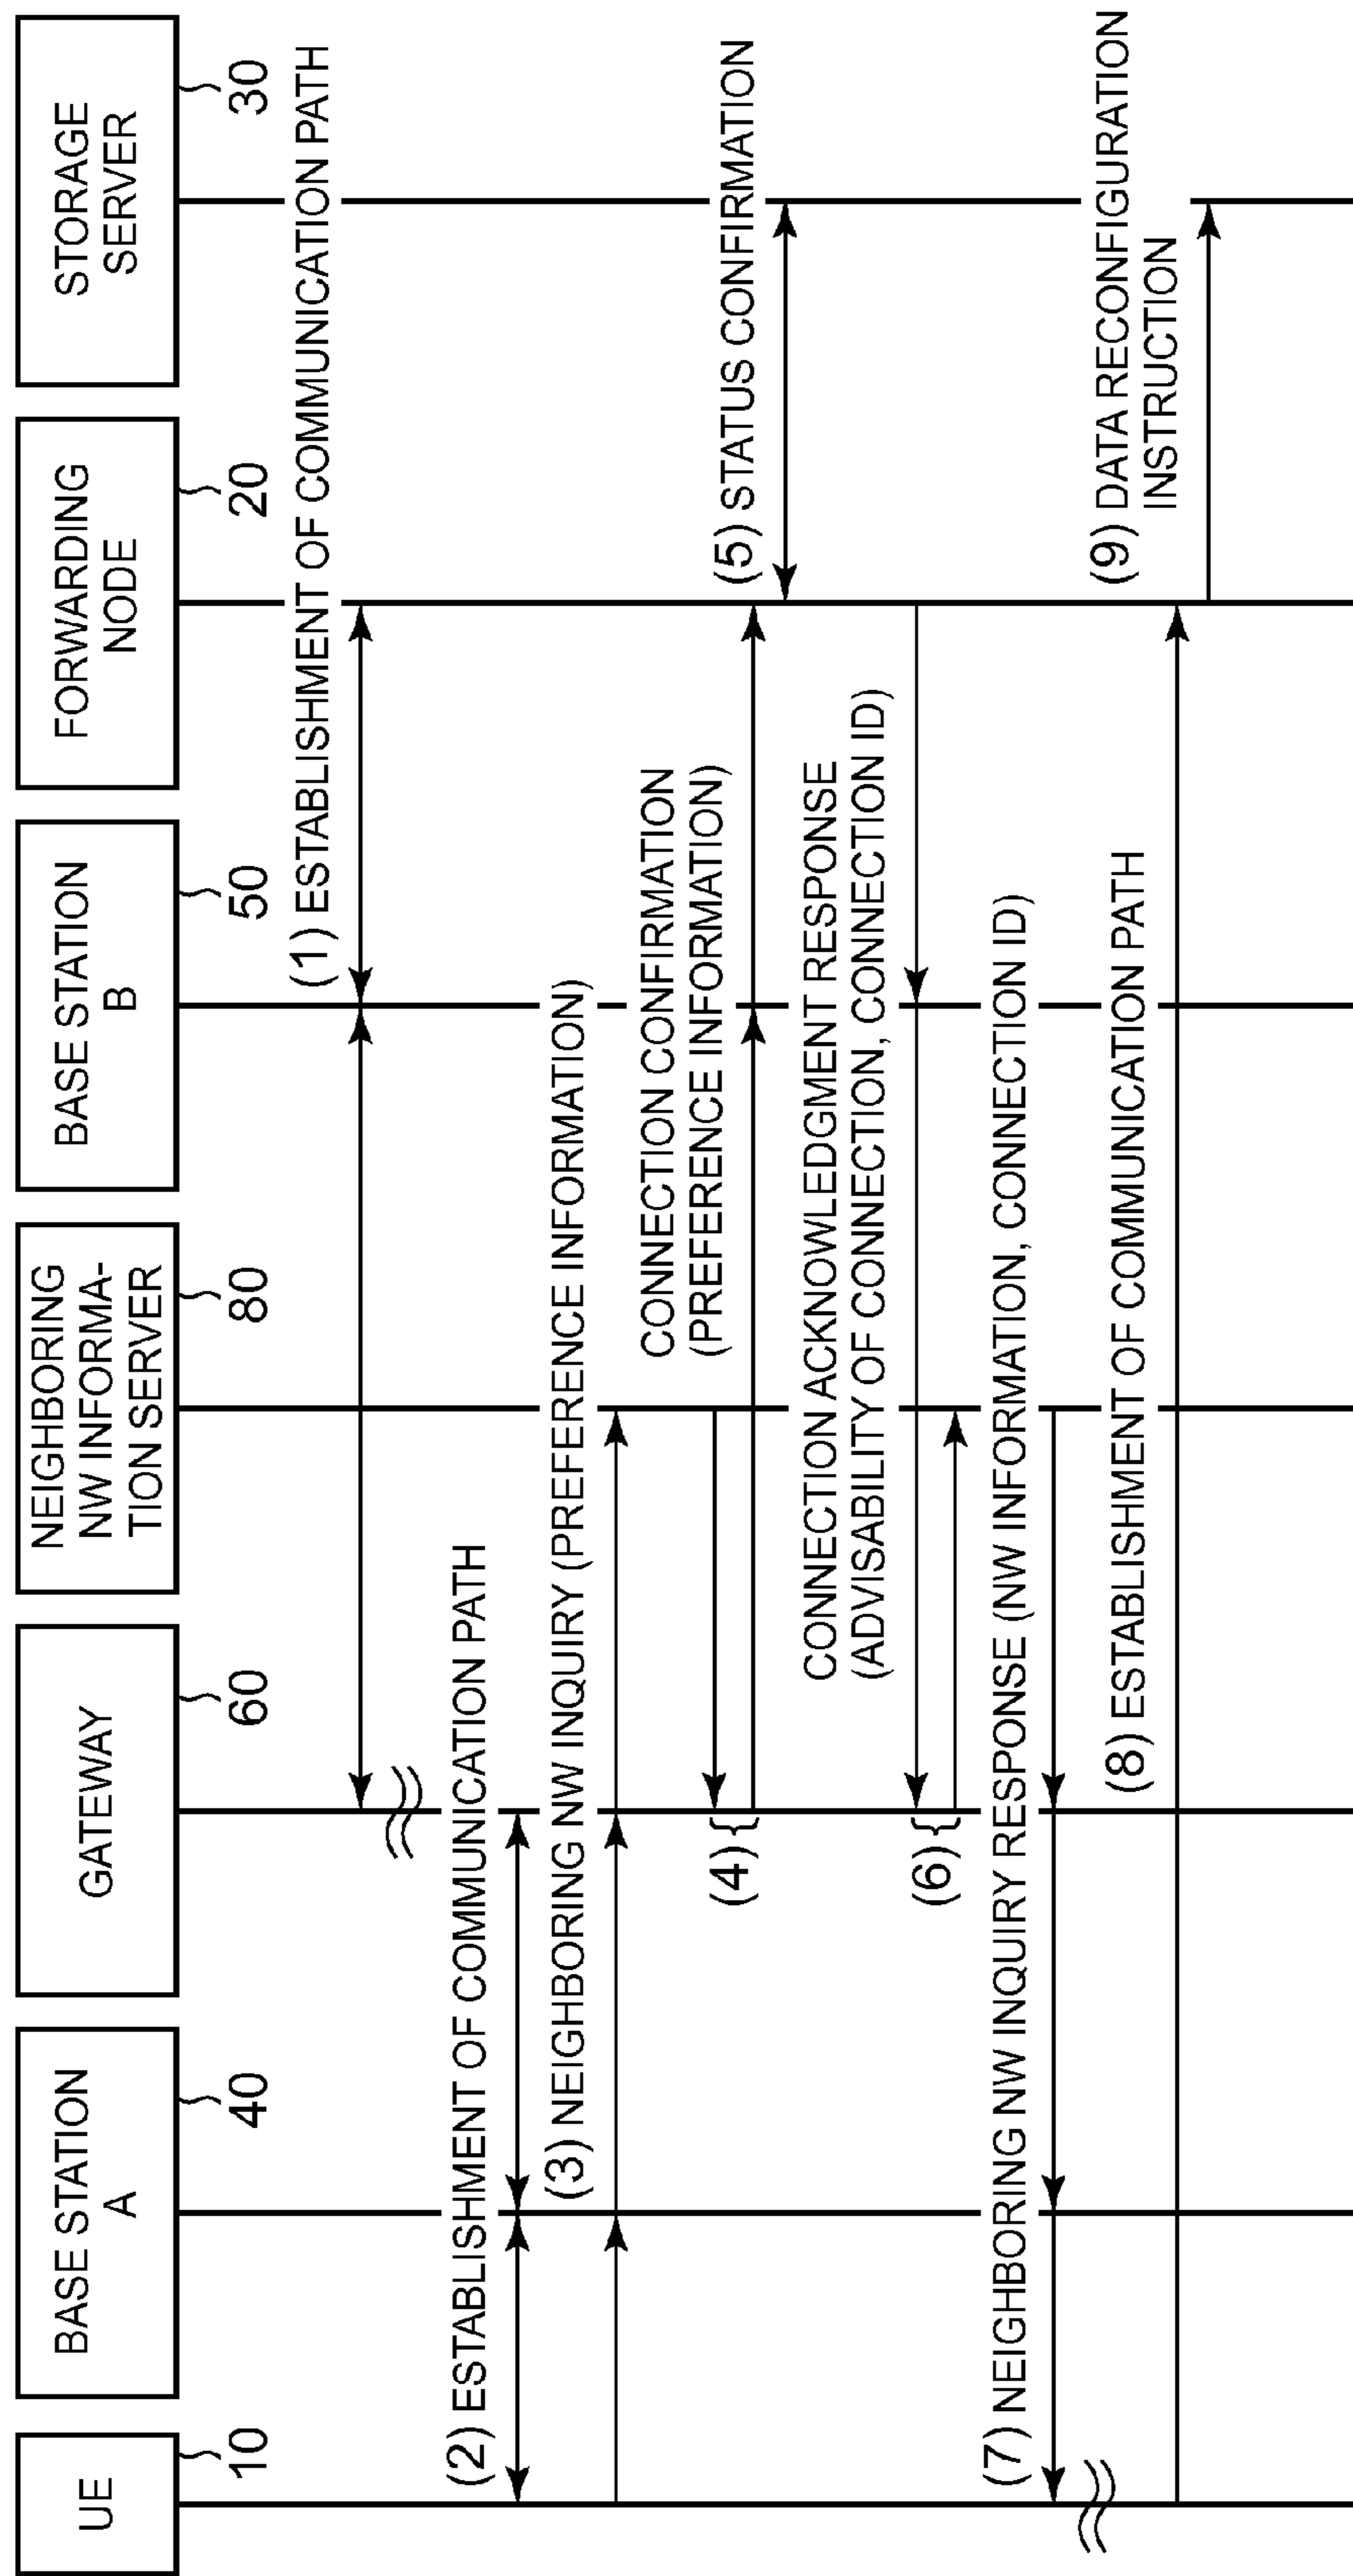 UE
10
BASE STATION
A
40
GATEWAY
60
NEIGHBORING
NW INFORMA-
TION SERVER
80
BASE STATION
B
50
FORWARDING
NODE
20
STORAGE
SERVER
30
(1) ESTABLISHMENT OF COMMUNICATION PATH
(2) ESTABLISHMENT OF COMMUNICATION PATH
(3) NEIGHBORING NW INQUIRY (PREFERENCE INFORMATION)
(4) {
CONNECTION CONFIRMATION
(PREFERENCE INFORMATION)
(5) STATUS CONFIRMATION
(6) {
CONNECTION ACKNOWLEDGMENT RESPONSE
(ADVISABILITY OF CONNECTION, CONNECTION ID)
(7) NEIGHBORING NW INQUIRY RESPONSE (NW INFORMATION, CONNECTION ID)
(8) ESTABLISHMENT OF COMMUNICATION PATH
(9) DATA RECONFIGURATION
INSTRUCTION